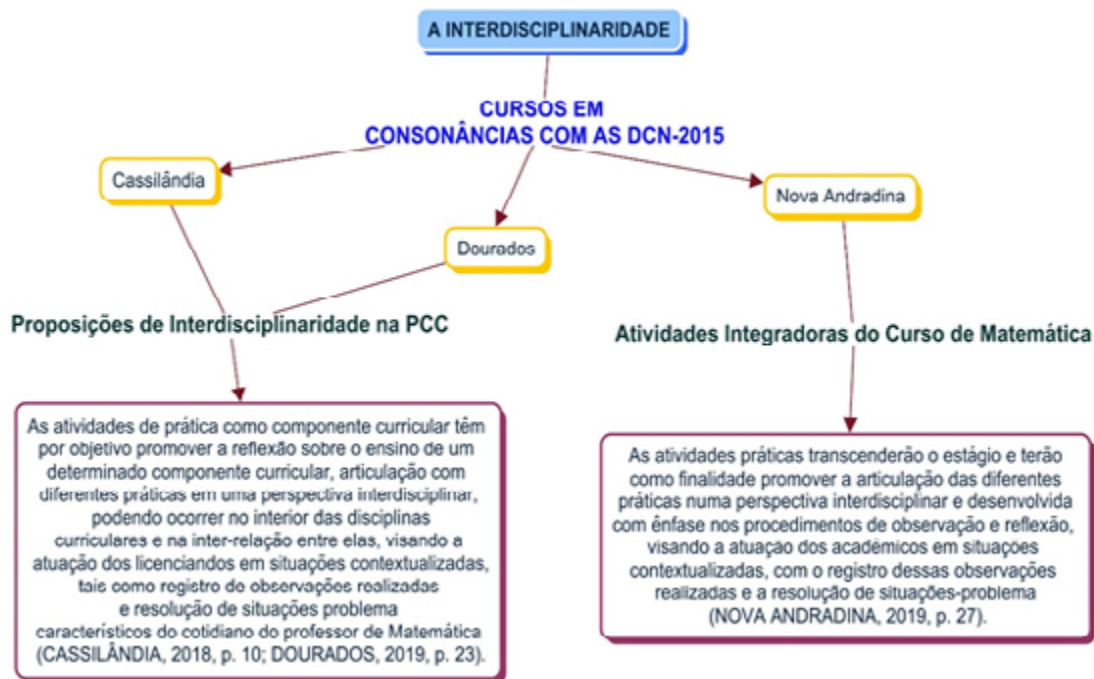 A INTERDISCIPLINARIDADE
CURSOS EM
CONSONÂNCIAS COM AS DCN-2015
Cassilândia
Dourados
Nova Andradina
Proposições de Interdisciplinaridade na PCC
As atividades de prática como componente curricular têm
por objetivo promover a reflexão sobre o ensino de um
determinado componente curricular, articulação com
diferentes práticas em uma perspectiva interdisciplinar,
podendo ocorrer no interior das disciplinas
curriculares e na inter-relação entre elas, visando a
atuação dos licenciandos em situações contextualizadas,
tais como registro de observações realizadas
e resolução de situações problema
característicos do cotidiano do professor de Matemática
(CASSILÂNDIA, 2018, p. 10; DOURADOS, 2019, p. 23).
Atividades Integradoras do Curso de Matemática
As atividades práticas transcenderão o estágio e terão
como finalidade promover a articulação das diferentes
práticas numa perspectiva interdisciplinar e desenvolvida
com ênfase nos procedimentos de observação e reflexão,
visando a atuação dos acadêmicos em situações
contextualizadas, com o registro dessas observações
realizadas e a resolução de situações-problema
(NOVA ANDRADINA, 2019, p. 27).